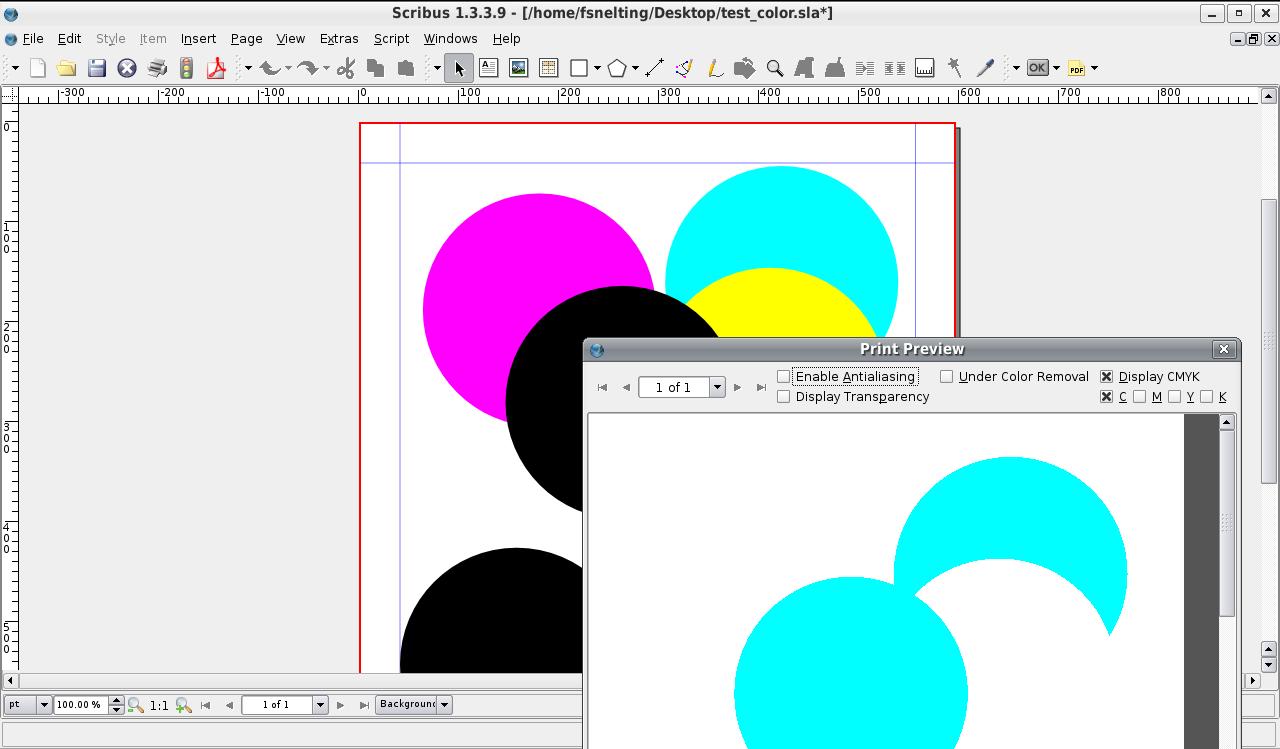 Scribus 1.3.3.9 - [/home/fsnelting/Desktop/test_color.sla*]
File Edit Style Item Insert Page View Extras Script Windows Help
OK PDF
-300 -200 -100 0 100 200 300 400 500 600 700 800
0
100
200
300
400
500
Print Preview
1 of 1 Enable Antialiasing Under Color Removal Display CMYK
Display Transparency C M Y K
pt 100.00 % 1:1 1 of 1 Background